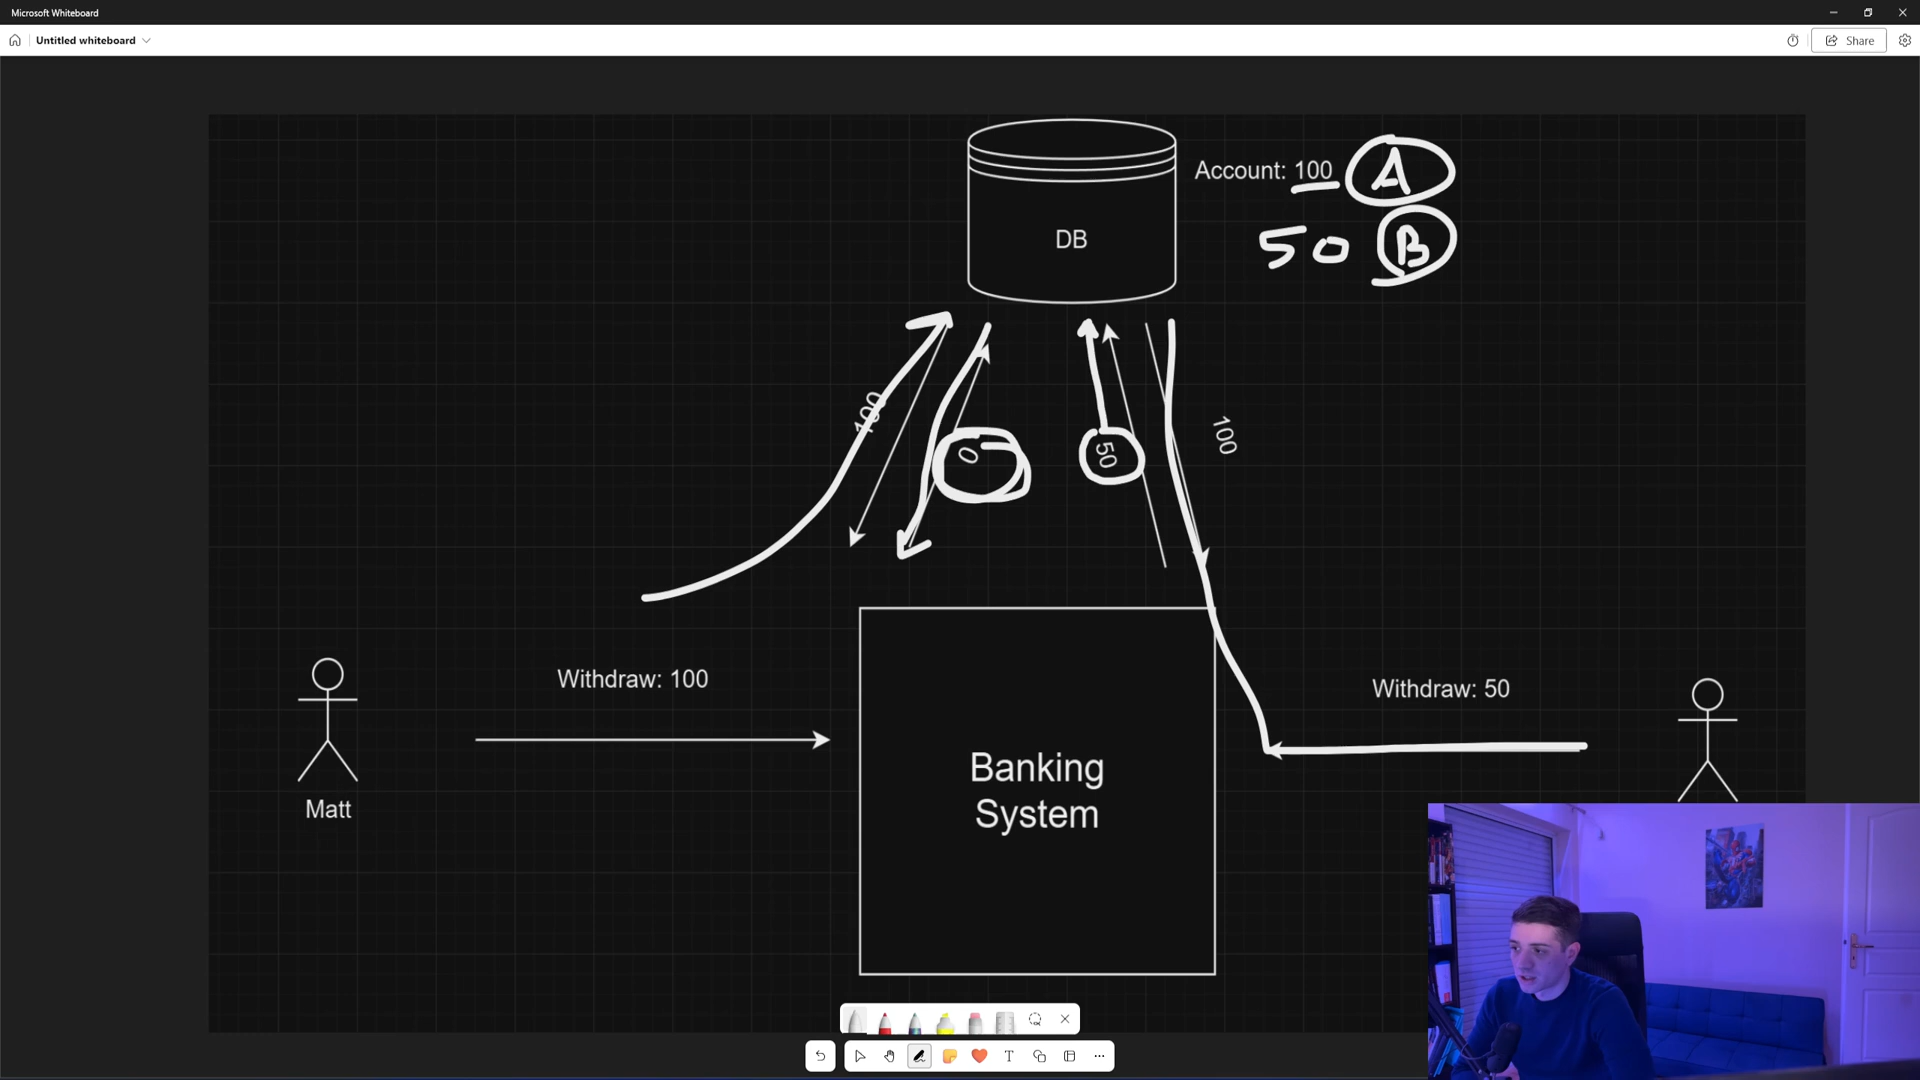 Microsoft Whiteboard
Untitled whiteboard
Share
Account: 100 A
DB
50 B
100
0
50
100
Withdraw: 100
Withdraw: 50
Matt
Banking
System
T